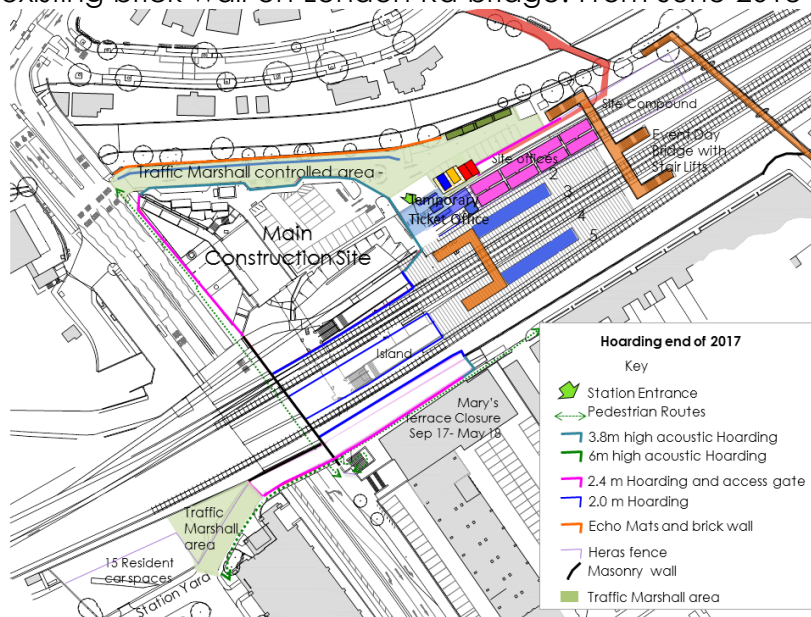 existing brick wall on London Rd bridge. From June 2018
Site Compound
Event Day
Bridge with
Stair Lifts
Site offices
Traffic Marshall controlled area -
Temporary
Ticket Office
2
3
4
5
Main
Construction Site
Island
Mary's
Terrace Closure
Sep 17- May 18
Traffic
Marshall
area
15 Resident
car spaces
Station Yard
Hoarding end of 2017
Key
Station Entrance
Pedestrian Routes
3.8m high acoustic Hoarding
6m high acoustic Hoarding
2.4 m Hoarding and access gate
2.0 m Hoarding
Echo Mats and brick wall
Heras fence
Masonry wall
Traffic Marshall area